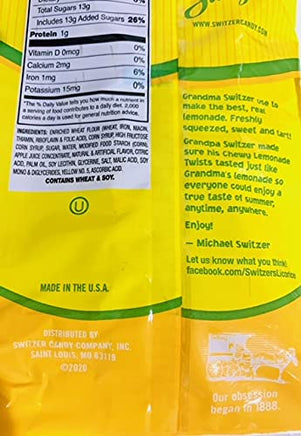 Total Sugars 13g
Includes 13g Added Sugars 26%
Protein 1g 0%
Vitamin D 0mcg 0%
Calcium 2mg 0%
Iron 1mg 6%
Potassium 15mg 0%
*The % Daily Value tells you how much a nutrient in
a serving of food contributes to a daily diet. 2,000
calories a day is used for general nutrition advice.
INGREDIENTS: ENRICHED WHEAT FLOUR (WHEAT, IRON, NIACIN,
THIAMIN, RIBOFLAVIN & FOLIC ACID), CORN SYRUP, HIGH FRUCTOSE
CORN SYRUP, SUGAR, WATER, MODIFIED FOOD STARCH (CORN),
APPLE JUICE CONCENTRATE, NATURAL & ARTIFICIAL FLAVOR, CITRIC
ACID, PALM OIL, SOY LECITHIN, GLYCERINE, SALT, MALIC ACID, SOY
MONO & DIGLYCERIDES, YELLOW NO. 5, ASCORBIC ACID.
CONTAINS WHEAT & SOY.
U
MADE IN THE U.S.A.
DISTRIBUTED BY
SWITZER CANDY COMPANY, INC.
SAINT LOUIS, MO 63119
©2020
WWW.SWITZERCANDY.COM
Grandma Switzer use to
make the best, real
lemonade. Freshly
squeezed, sweet and tart!
Grandpa Switzer made
sure his Chewy Lemonade
Twists tasted just like
Grandma's lemonade so
everyone could enjoy a
true taste of summer,
anytime, anywhere.
Enjoy!
— Michael Switzer
Let us know what you think!
facebook.com/SwitzersLicorice
Our obsession
began in 1888.